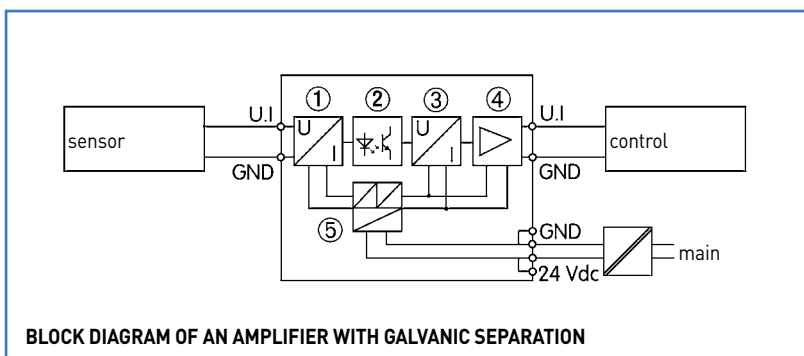 ① ② ③ ④
U.I U.I
sensor U I U I control
GND GND
⑤
GND
main
24 Vdc
BLOCK DIAGRAM OF AN AMPLIFIER WITH GALVANIC SEPARATION